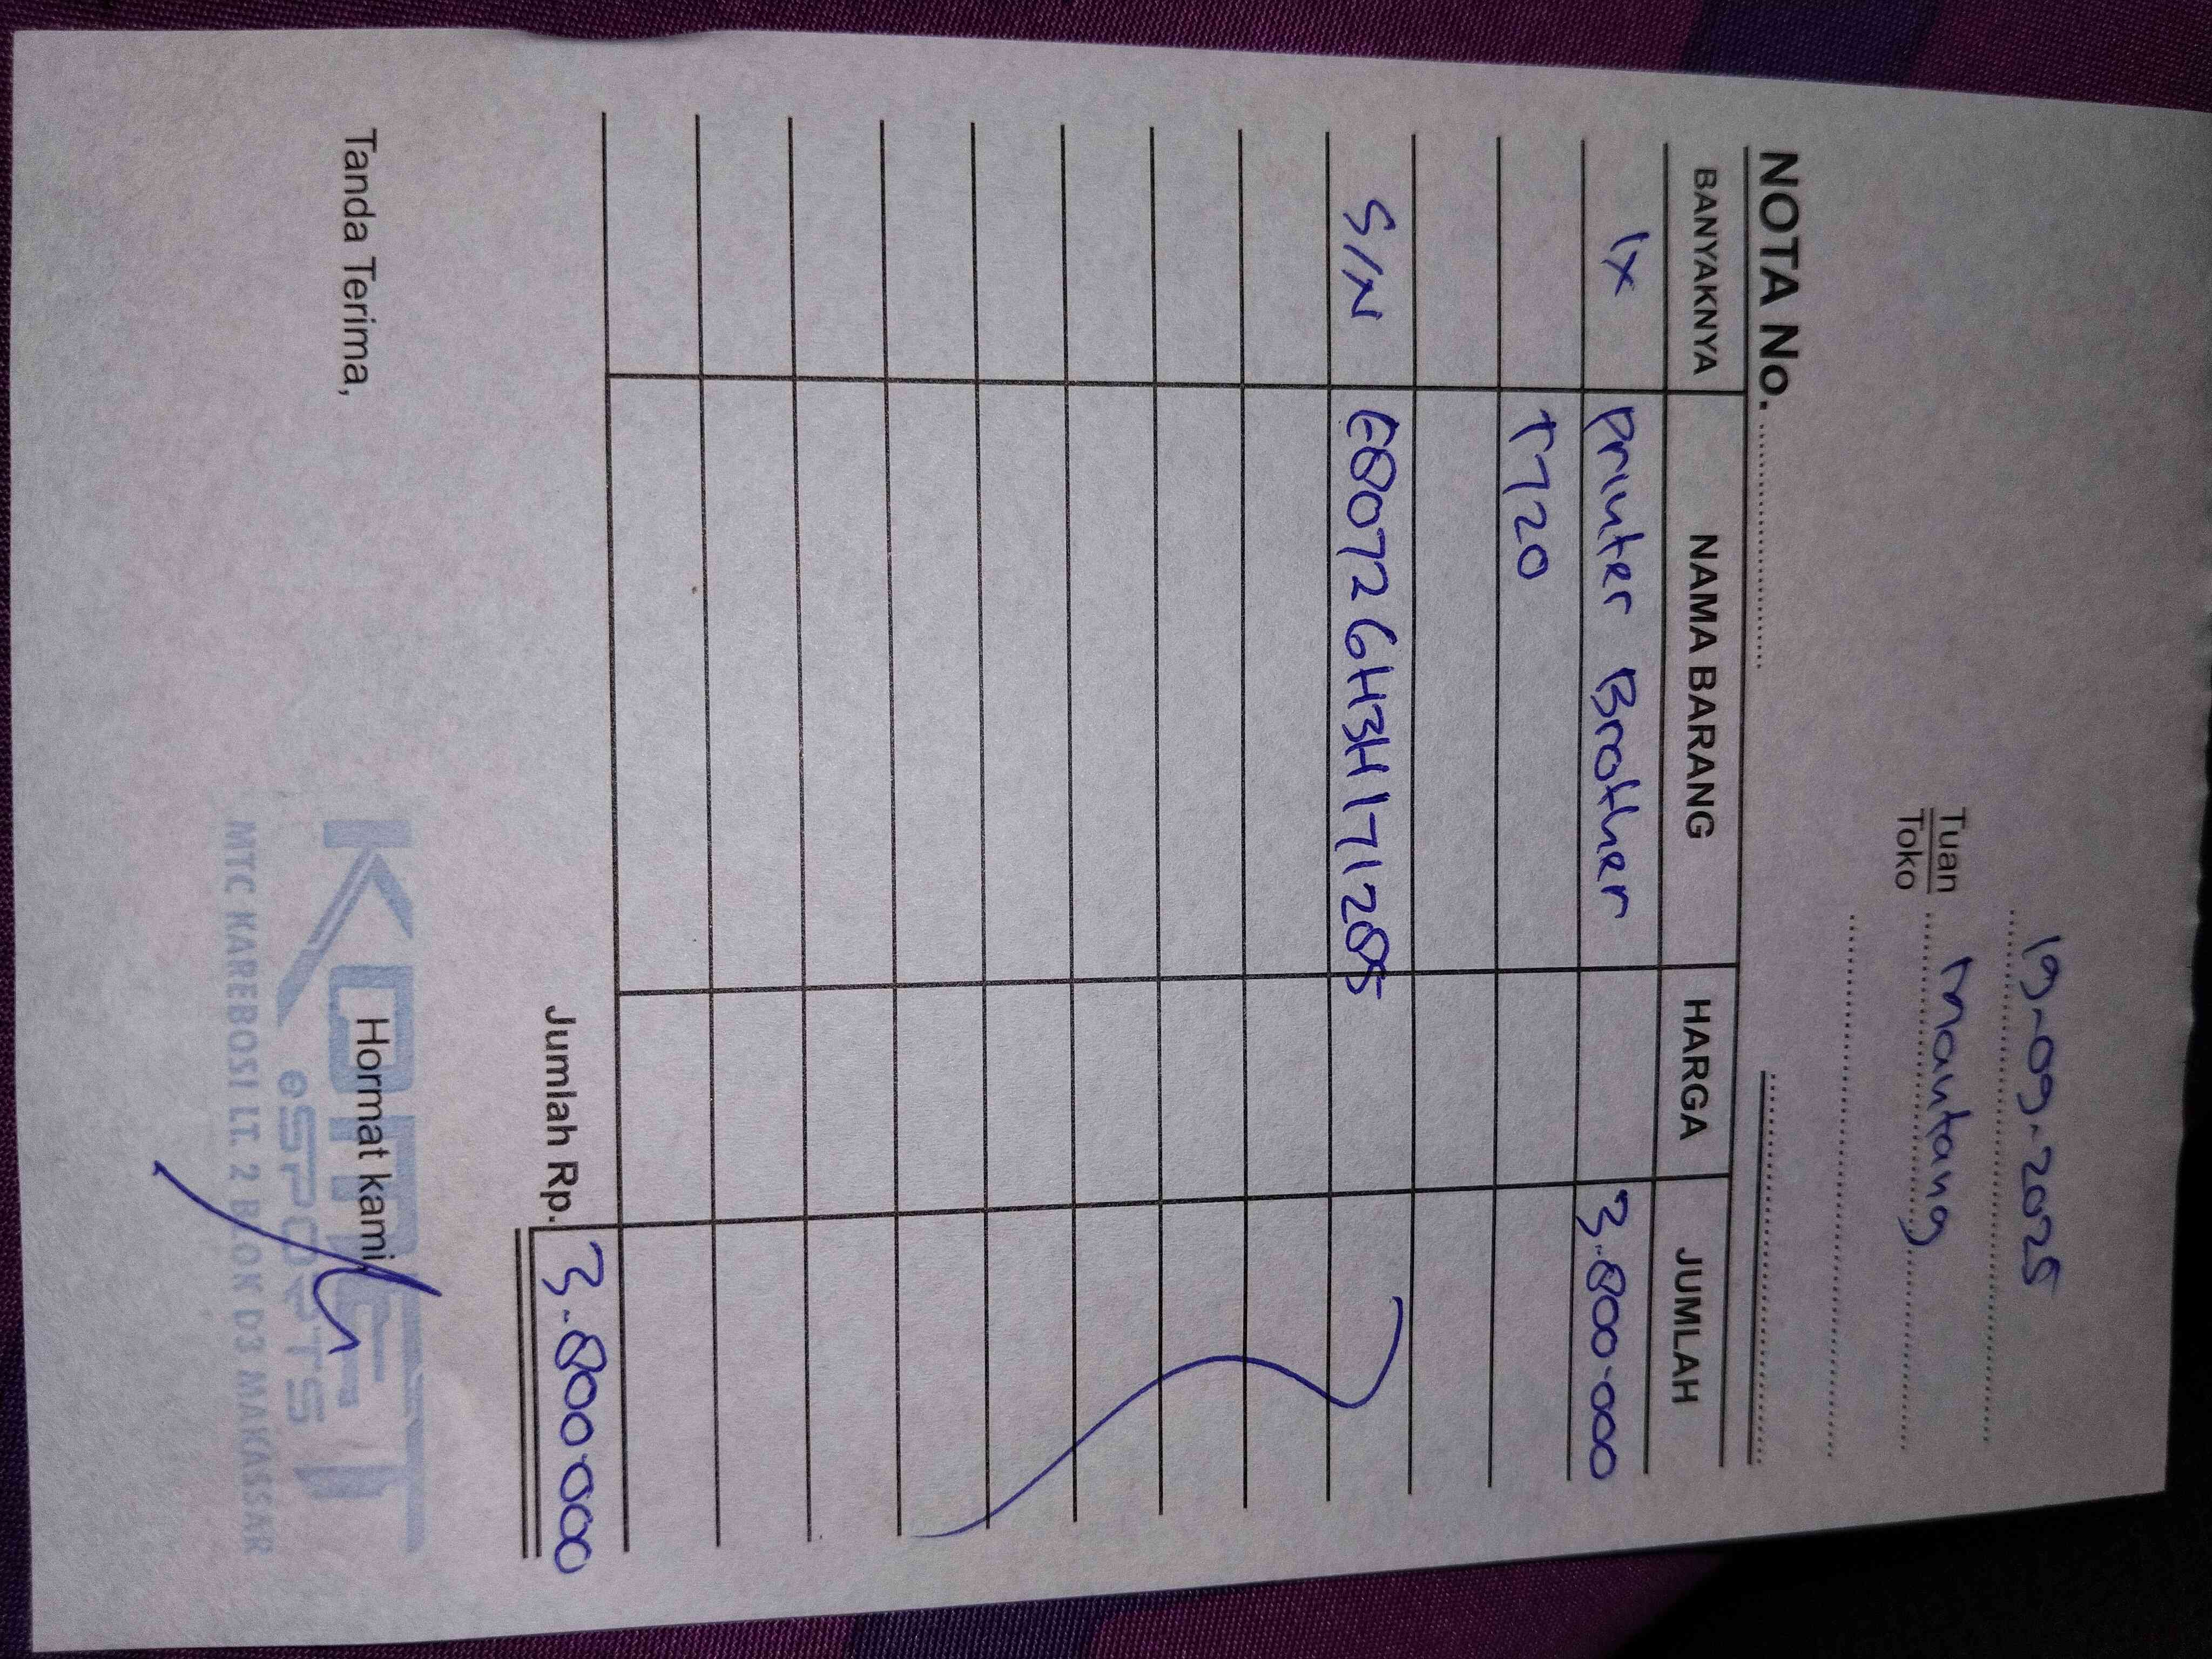 19-09-2025
Tuan
Toko
Mantang
NOTA No.
BANYAKNYA NAMA BARANG HARGA JUMLAH
1x Printer Brother 3.800.000
T720
S/N E80726H3H171205
Jumlah Rp. 3.800.000
Tanda Terima, Hormat kami,
eSPORTS
MTC KAREBOSI LT. 2 BLOK D3 MAKASSAR